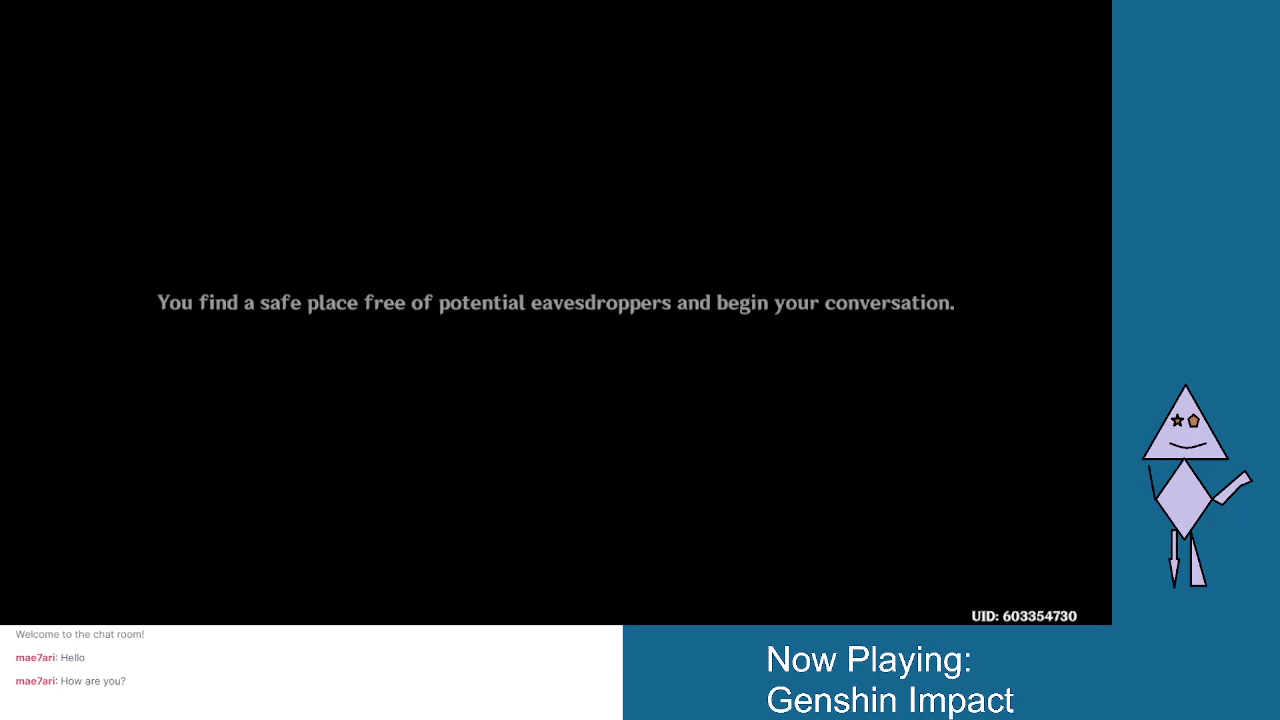 You find a safe place free of potential eavesdroppers and begin your conversation.
UID: 603354730
Welcome to the chat room!
mae7ari: Hello
mae7ari: How are you?
Now Playing:
Genshin Impact